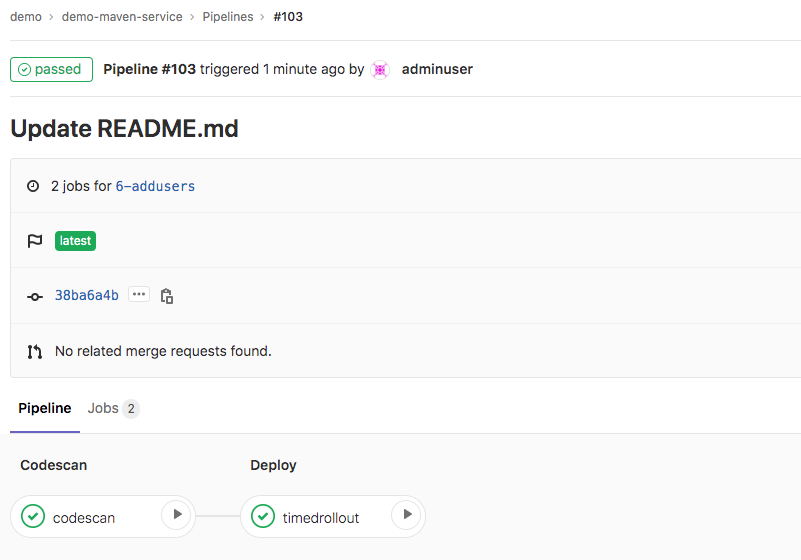 demo > demo-maven-service > Pipelines > #103
passed Pipeline #103 triggered 1 minute ago by adminuser
Update README.md
2 jobs for 6-addusers
latest
38ba6a4b ...
No related merge requests found.
Pipeline Jobs 2
Codescan Deploy
codescan timedrollout